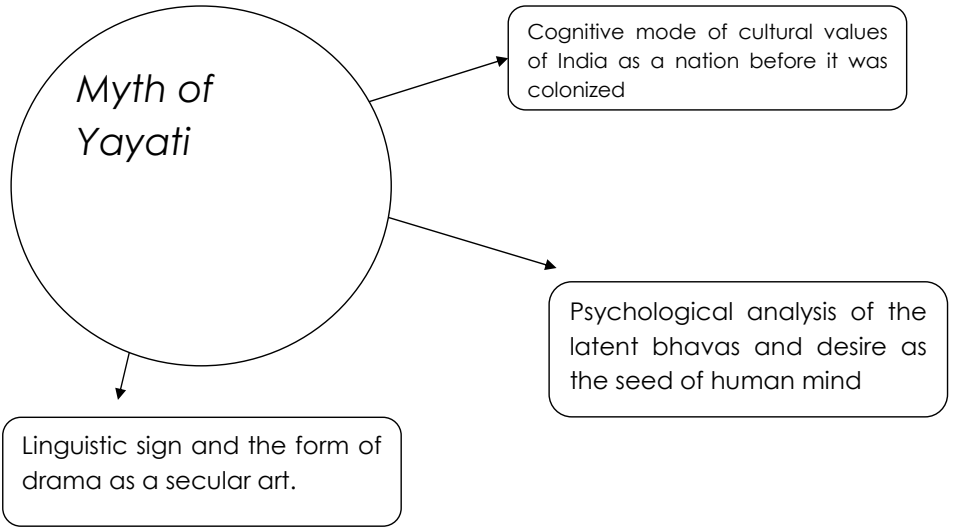 Myth of
Yayati
Cognitive mode of cultural values
of India as a nation before it was
colonized
Psychological analysis of the
latent bhavas and desire as
the seed of human mind
Linguistic sign and the form of
drama as a secular art.